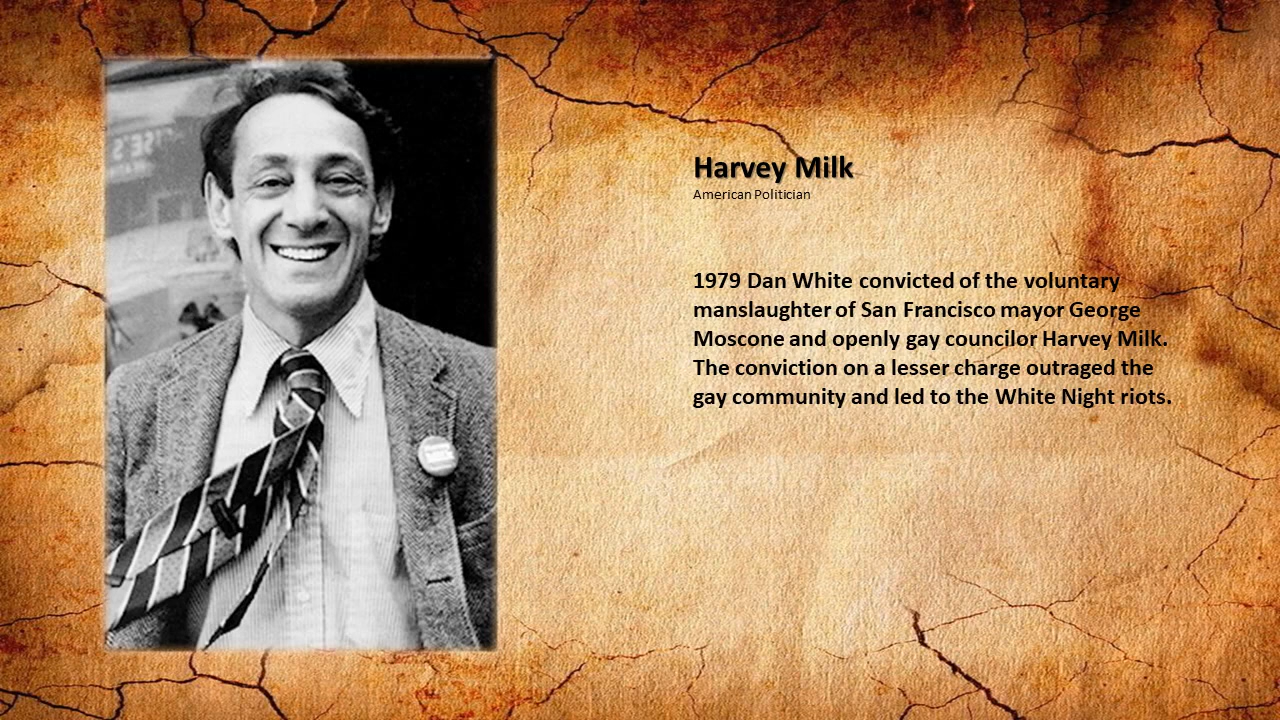 Harvey Milk
American Politician
1979 Dan White convicted of the voluntary
manslaughter of San Francisco mayor George
Moscone and openly gay councilor Harvey Milk.
The conviction on a lesser charge outraged the
gay community and led to the White Night riots.